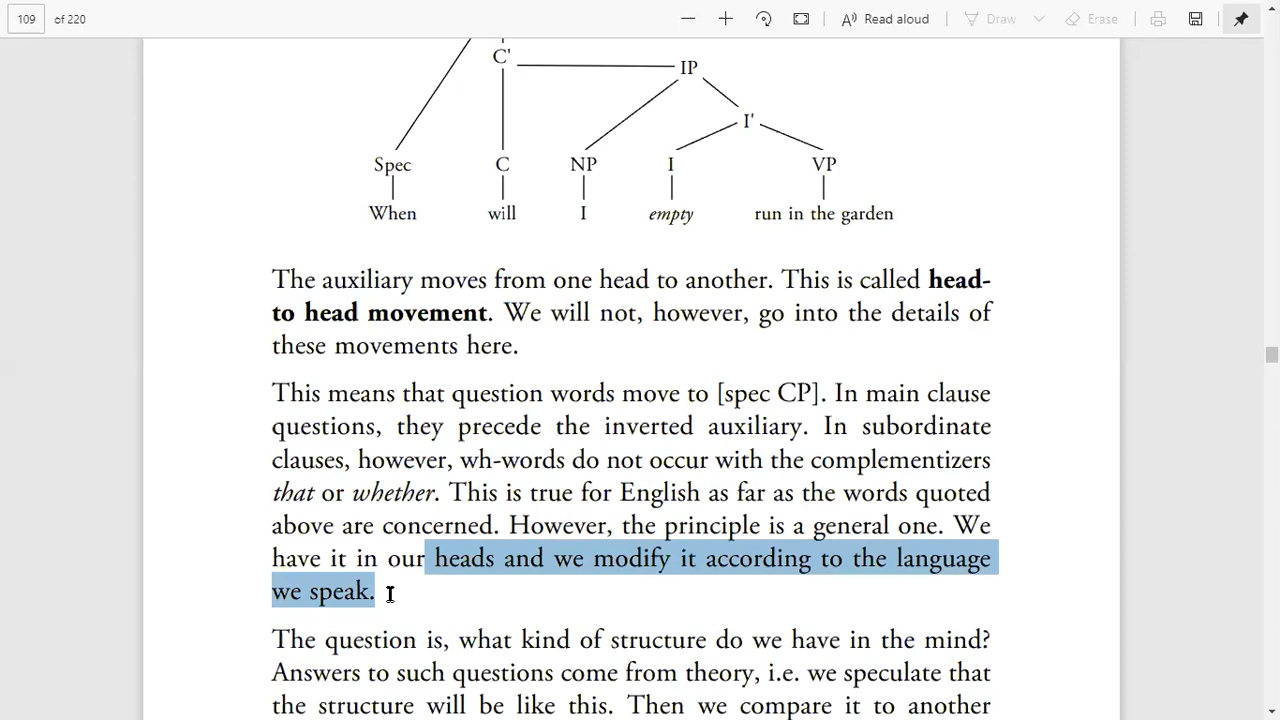 109 of 220 Read aloud Draw Erase
C' IP
I'
Spec C NP I VP
When will I empty run in the garden
The auxiliary moves from one head to another. This is called head-
to head movement. We will not, however, go into the details of
these movements here.
This means that question words move to [spec CP]. In main clause
questions, they precede the inverted auxiliary. In subordinate
clauses, however, wh-words do not occur with the complementizers
that or whether. This is true for English as far as the words quoted
above are concerned. However, the principle is a general one. We
have it in our heads and we modify it according to the language
we speak.
The question is, what kind of structure do we have in the mind?
Answers to such questions come from theory, i.e. we speculate that
the structure will be like this. Then we compare it to another